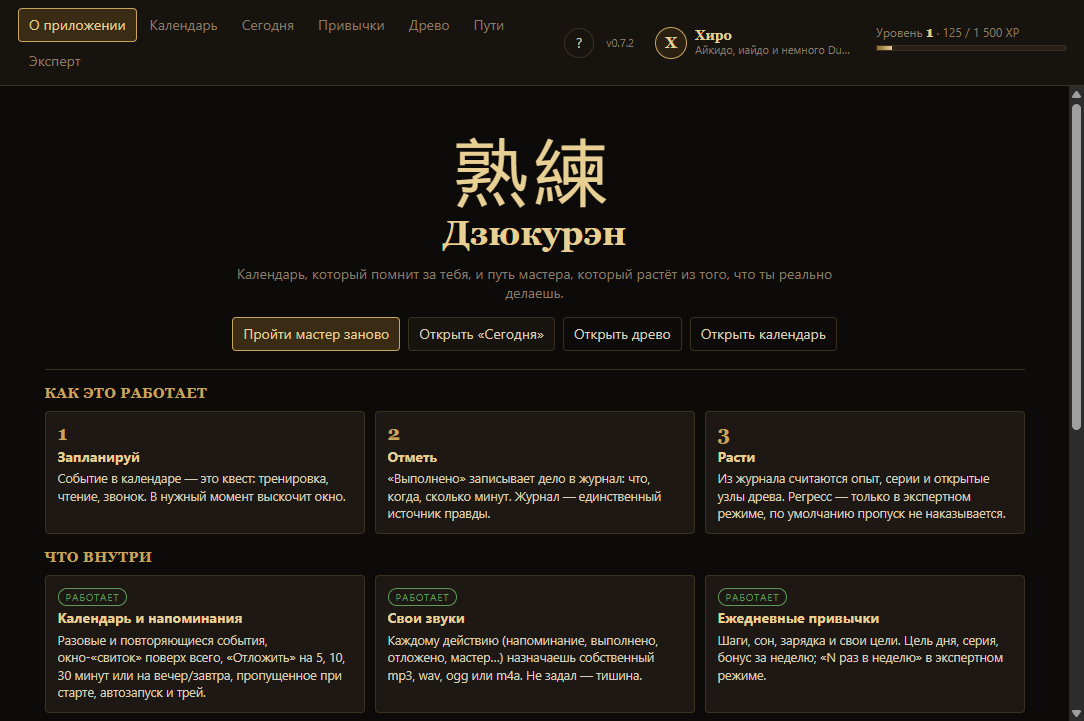 О приложении Календарь Сегодня Привычки Древо Пути
Эксперт
? v0.7.2
Х Хиро
Айкидо, иайдо и немного Du...
Уровень 1 · 125 / 1 500 XP
熟練
Дзюкурэн
Календарь, который помнит за тебя, и путь мастера, который растёт из того, что ты реально
делаешь.
Пройти мастер заново Открыть «Сегодня» Открыть древо Открыть календарь
КАК ЭТО РАБОТАЕТ
1
Запланируй
Событие в календаре — это квест: тренировка,
чтение, звонок. В нужный момент выскочит окно.
2
Отметь
«Выполнено» записывает дело в журнал: что,
когда, сколько минут. Журнал — единственный
источник правды.
3
Расти
Из журнала считаются опыт, серии и открытые
узлы древа. Регресс — только в экспертном
режиме, по умолчанию пропуск не наказывается.
ЧТО ВНУТРИ
РАБОТАЕТ
Календарь и напоминания
Разовые и повторяющиеся события,
окно-«свиток» поверх всего, «Отложить» на 5, 10,
30 минут или на вечер/завтра, пропущенное при
старте, автозапуск и трей.
РАБОТАЕТ
Свои звуки
Каждому действию (напоминание, выполнено,
отложено, мастер…) назначаешь собственный
mp3, wav, ogg или m4a. Не задал — тишина.
РАБОТАЕТ
Ежедневные привычки
Шаги, сон, зарядка и свои цели. Цель дня, серия,
бонус за неделю; «N раз в неделю» в экспертном
режиме.